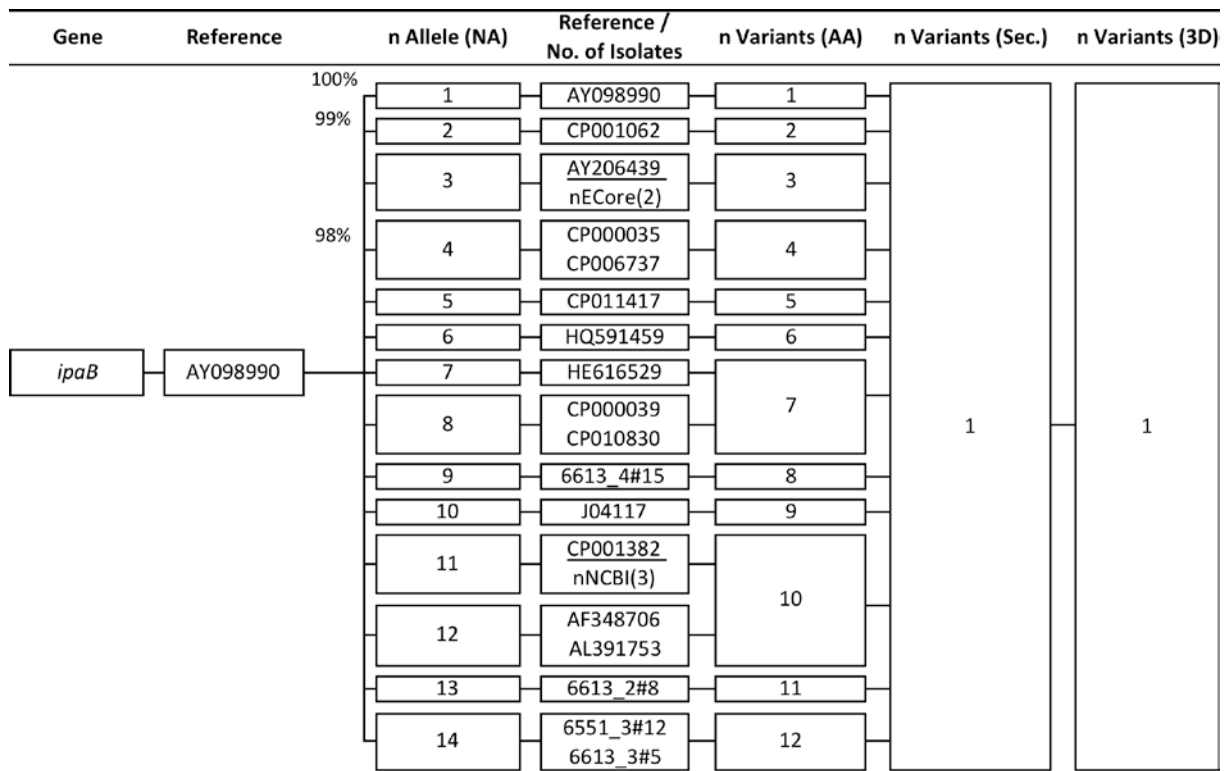 Gene Reference n Allele (NA) Reference / No. of Isolates n Variants (AA) n Variants (Sec.) n Variants (3D)
100%
1 AY098990 1
99%
2 CP001062 2
3 AY206439 3
nECore(2)
98%
4 CP000035 4
CP006737
5 CP011417 5
6 HQ591459 6
ipaB AY098990 7 HE616529
7
8 CP000039
CP010830
1 1
9 6613_4#15 8
10 J04117 9
11 CP001382
nNCBI(3)
10
12 AF348706
AL391753
13 6613_2#8 11
14 6551_3#12 12
6613_3#5